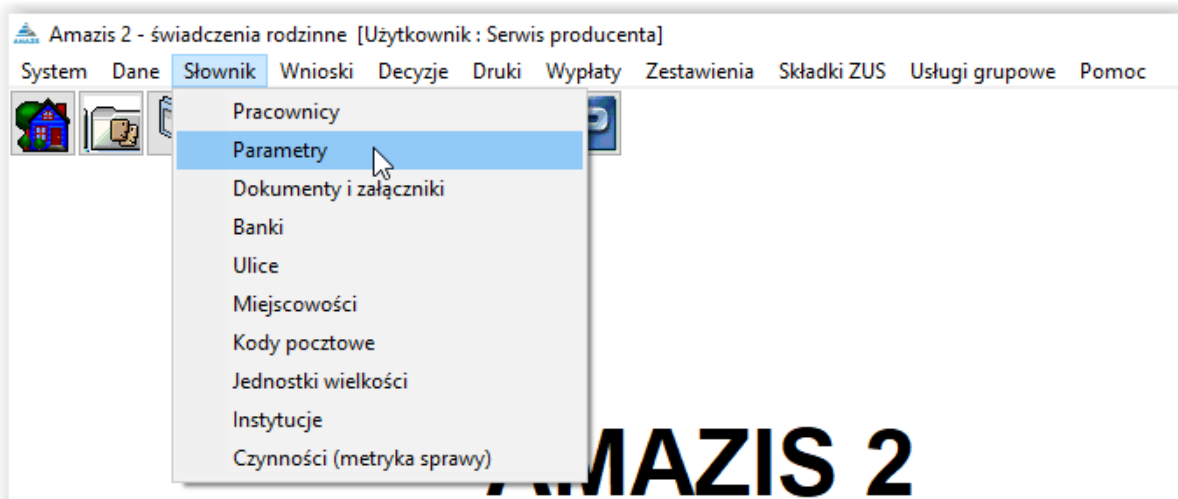 Amazis 2 - świadczenia rodzinne [Użytkownik : Serwis producenta]
System Dane Słownik Wnioski Decyzje Druki Wypłaty Zestawienia Składki ZUS Usługi grupowe Pomoc
Pracownicy
Parametry
Dokumenty i załączniki
Banki
Ulice
Miejscowości
Kody pocztowe
Jednostki wielkości
Instytucje
Czynności (metryka sprawy)
AMAZIS 2